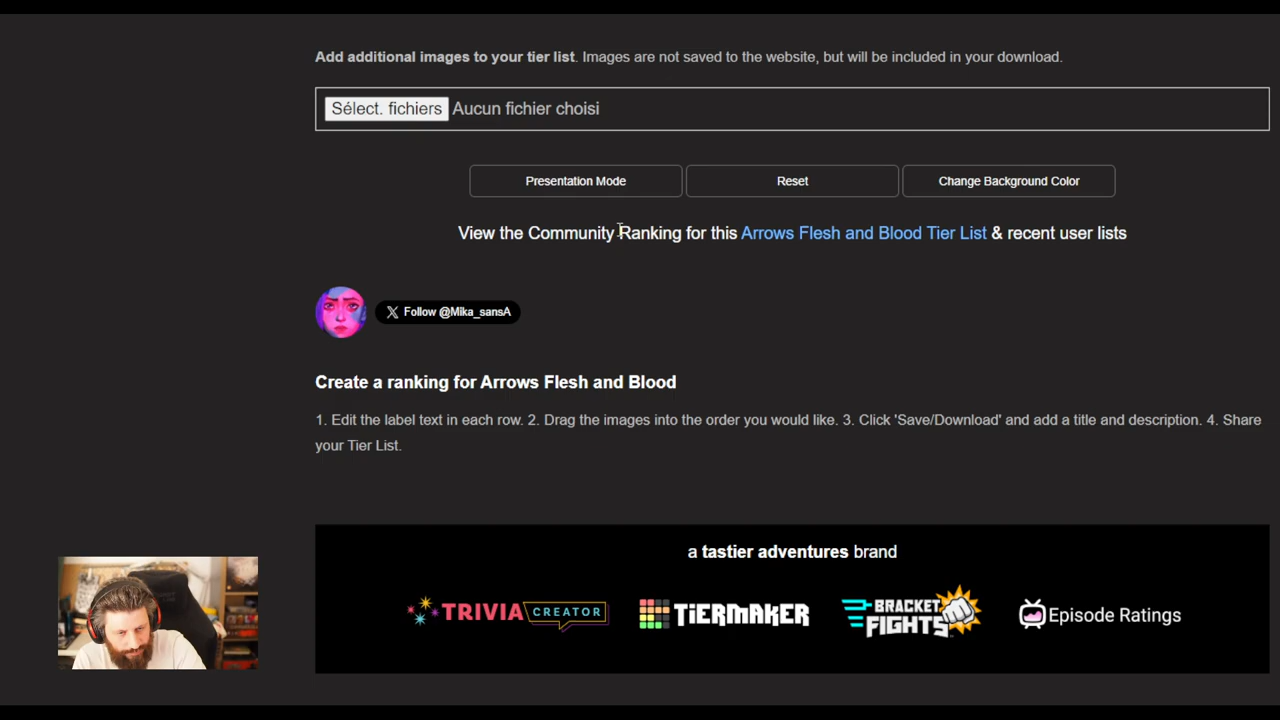 Add additional images to your tier list. Images are not saved to the website, but will be included in your download.
Sélect. fichiers Aucun fichier choisi
Presentation Mode Reset Change Background Color
View the Community Ranking for this Arrows Flesh and Blood Tier List & recent user lists
Follow @Mika_sansA
Create a ranking for Arrows Flesh and Blood
1. Edit the label text in each row. 2. Drag the images into the order you would like. 3. Click 'Save/Download' and add a title and description. 4. Share
your Tier List.
a tastier adventures brand
TRIVIA CREATOR TiERMAKER BRACKET FIGHTS Episode Ratings